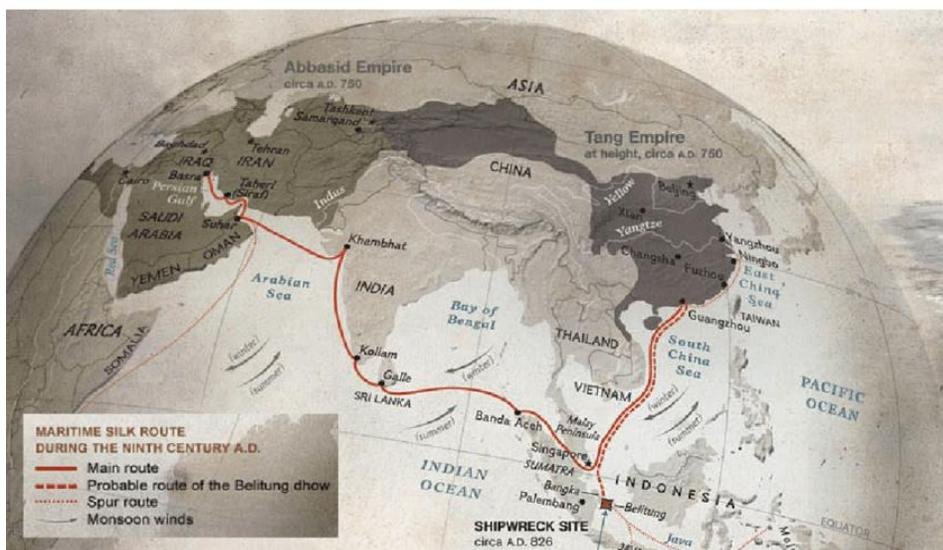 Abbasid Empire
circa A.D. 750
ASIA
Tashkent
Samarqand
Tang Empire
at height, circa A.D. 750
Baghdad
Tehran
IRAQ
IRAN
CHINA
Cairo
Basra
Taheri
(Siraf)
Persian
Gulf
Indus
Yellow
Beijing
Xian
Yangtze
Suhar
SAUDI
ARABIA
OMAN
YEMEN
Red Sea
Khambhat
Changsha
Fuzhou
Yangzhou
Ningbo
East
China
Sea
Arabian
Sea
INDIA
Bay of
Bengal
TAIWAN
Guangzhou
AFRICA
SOMALIA
THAILAND
South
China
Sea
(winter)
(summer)
Kollam
Galle
SRI LANKA
(winter)
(summer)
VIETNAM
(winter)
(summer)
PACIFIC
OCEAN
Banda Aceh
Malay
Peninsula
Singapore
SUMATRA
INDIAN
OCEAN
INDONESIA
Bangka
Palembang
Belitung
EQUATOR
SHIPWRECK SITE
circa A.D. 826
Java
MARITIME SILK ROUTE
DURING THE NINTH CENTURY A.D.
Main route
Probable route of the Belitung dhow
Spur route
Monsoon winds